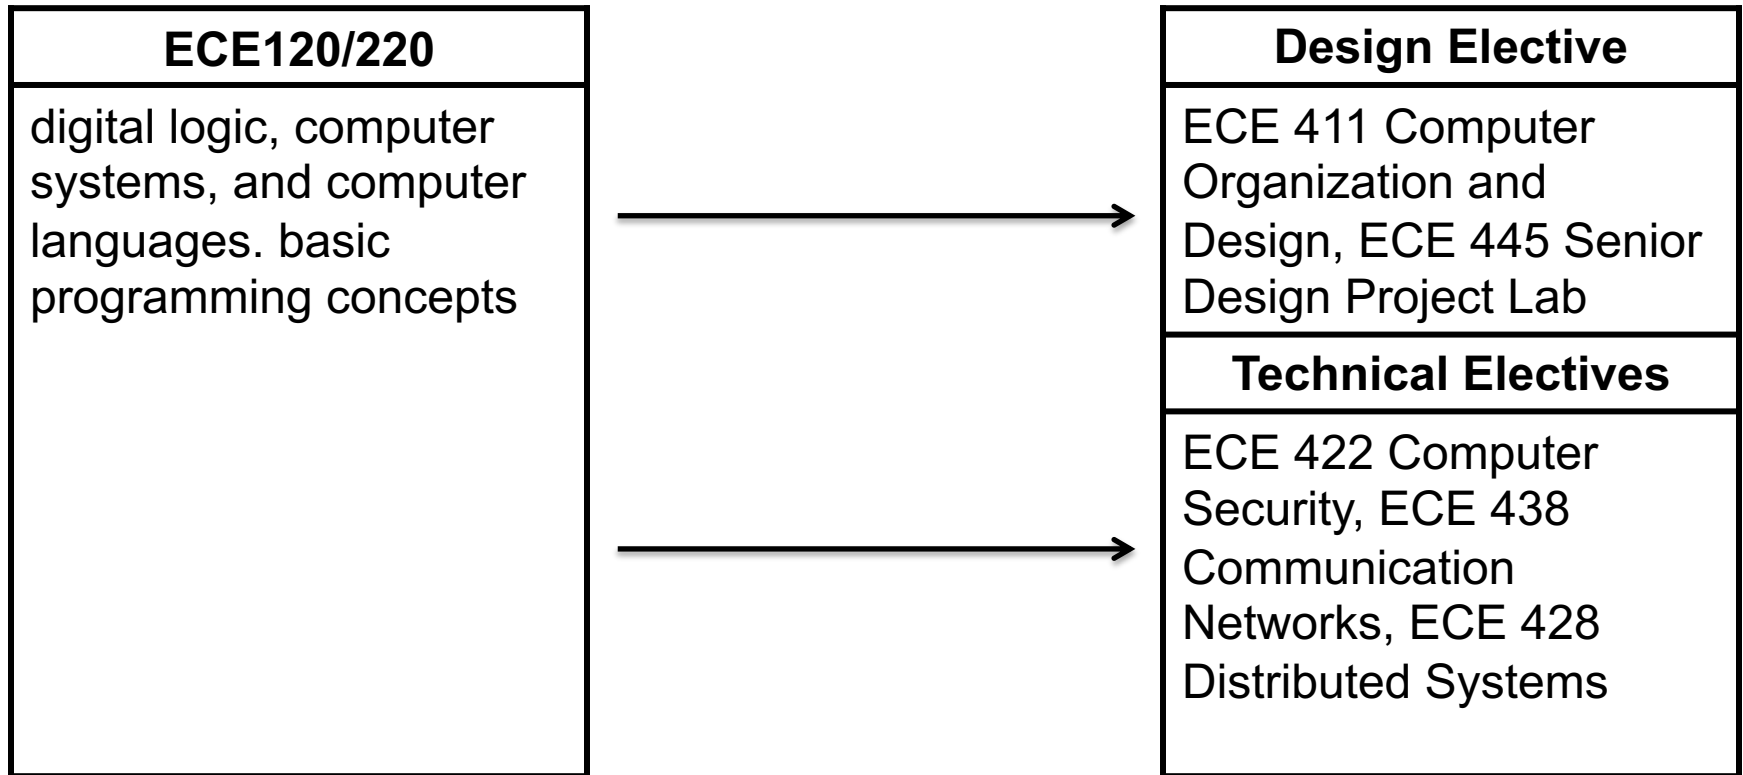 ECE120/220
digital logic, computer
systems, and computer
languages. basic
programming concepts
Design Elective
ECE 411 Computer
Organization and
Design, ECE 445 Senior
Design Project Lab
Technical Electives
ECE 422 Computer
Security, ECE 438
Communication
Networks, ECE 428
Distributed Systems